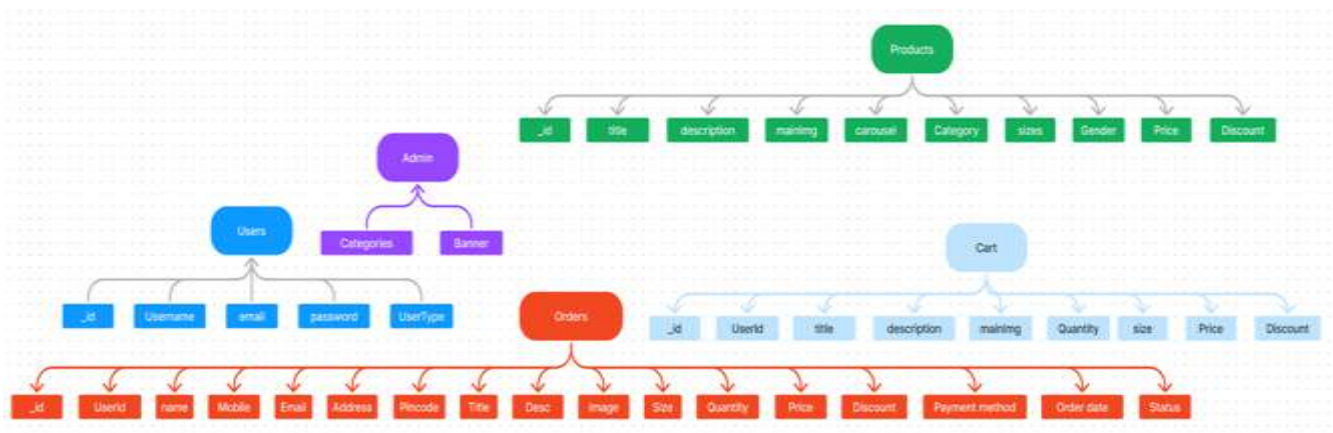 Products
_id title description mainImg carousel Category sizes Gender Price Discount
Admin
Categories Banner
Users
_id Username email password UserType
Cart
_id UserId title description mainImg Quantity size Price Discount
Orders
_id UserId name Mobile Email Address Pincode Title Desc Image Size Quantity Price Discount Payment method Order date Status